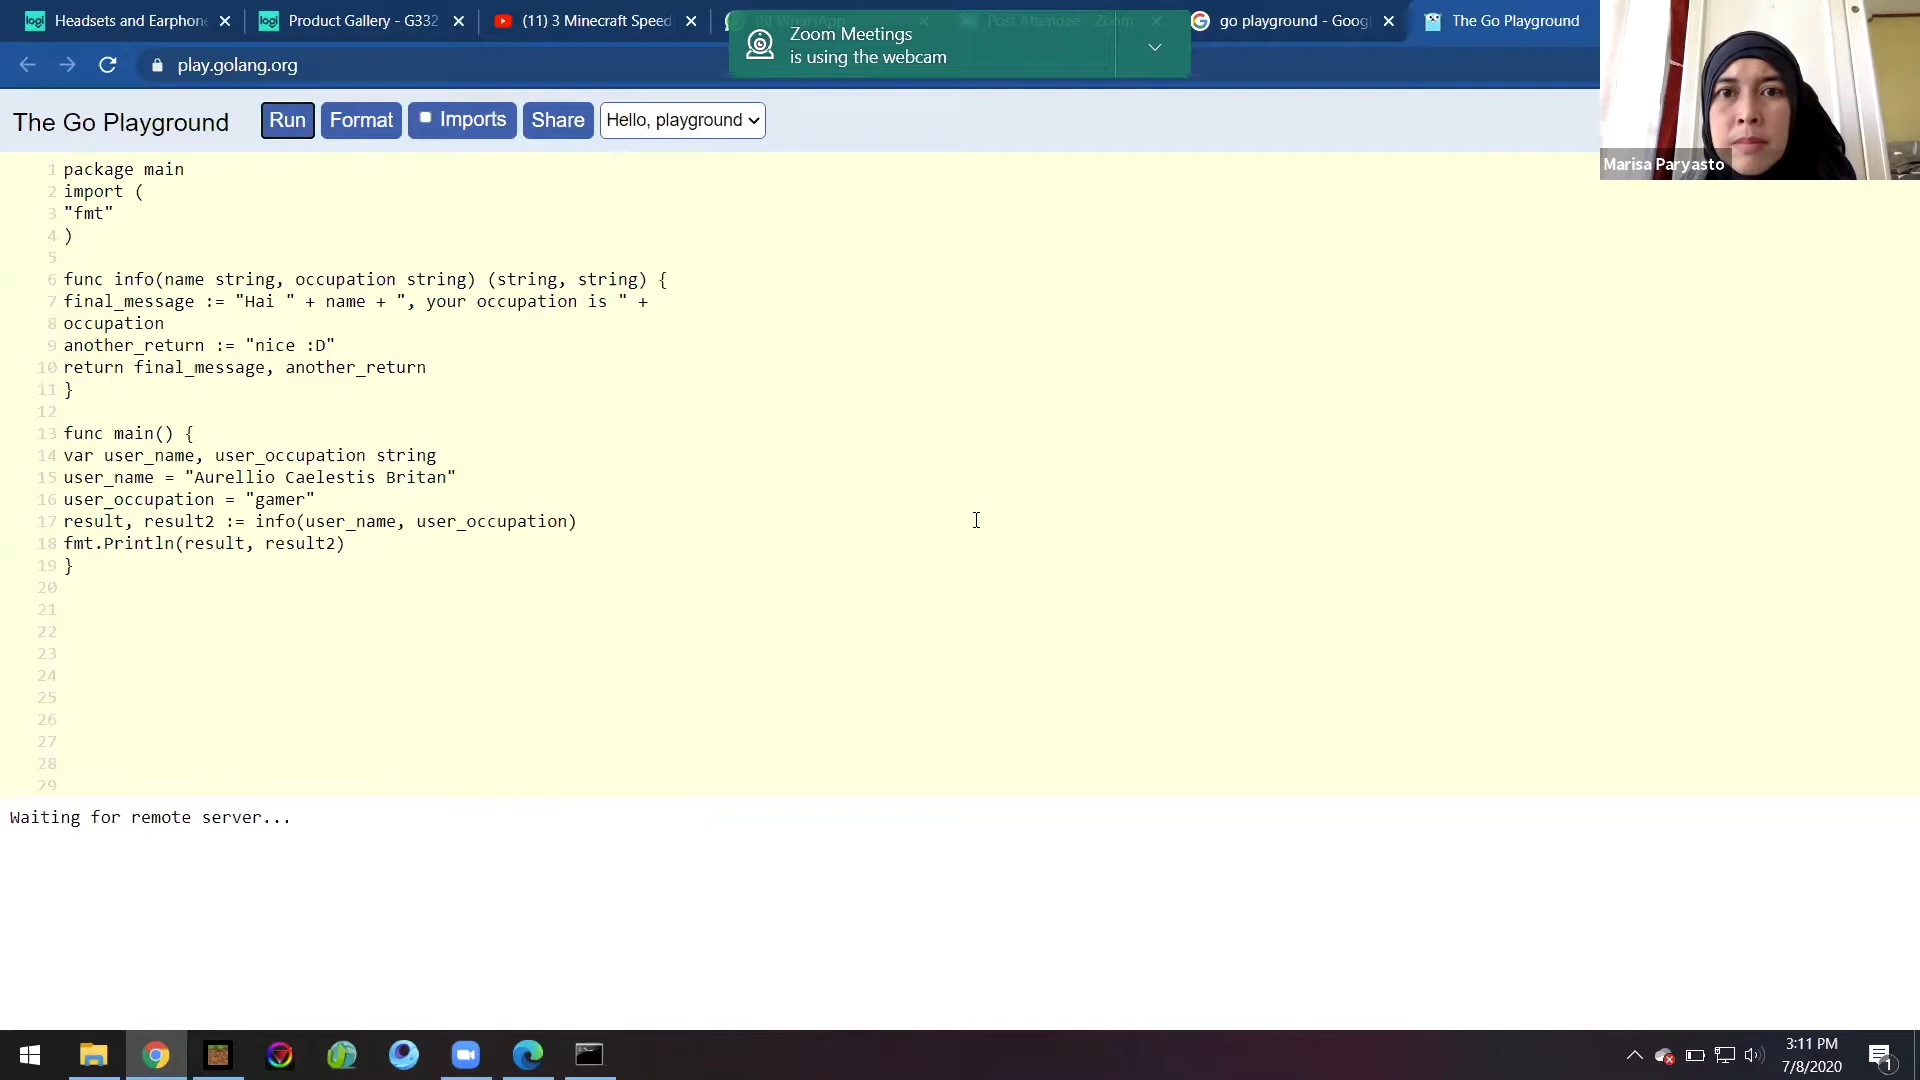 Headsets and Earphone
Product Gallery - G332
(11) 3 Minecraft Speed
WhatsApp
Post Attendee Zoom
go playground - Goog
The Go Playground
Zoom Meetings
is using the webcam
play.golang.org
The Go Playground
Run
Format
Imports
Share
Hello, playground
Marisa Paryasto
1 package main
2 import (
3 "fmt"
4 )
5
6 func info(name string, occupation string) (string, string) {
7 final_message := "Hai " + name + ", your occupation is " +
8 occupation
9 another_return := "nice :D"
10 return final_message, another_return
11 }
12
13 func main() {
14 var user_name, user_occupation string
15 user_name = "Aurellio Caelestis Britan"
16 user_occupation = "gamer"
17 result, result2 := info(user_name, user_occupation)
18 fmt.Println(result, result2)
19 }
20
21
22
23
24
25
26
27
28
29
Waiting for remote server...
3:11 PM
7/8/2020
1